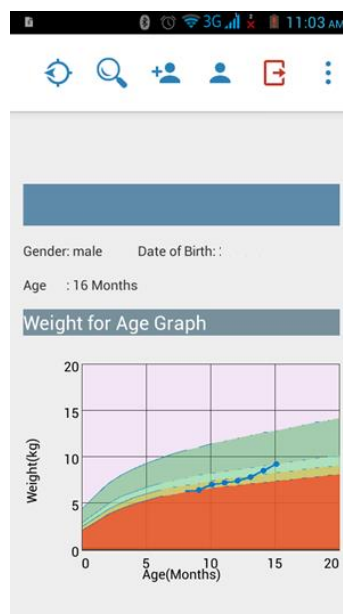 3G 11:03 AM
Gender: male Date of Birth: :
Age : 16 Months
Weight for Age Graph
20
15
10
5
0
Weight(kg)
0 5 10 15 20
Age(Months)